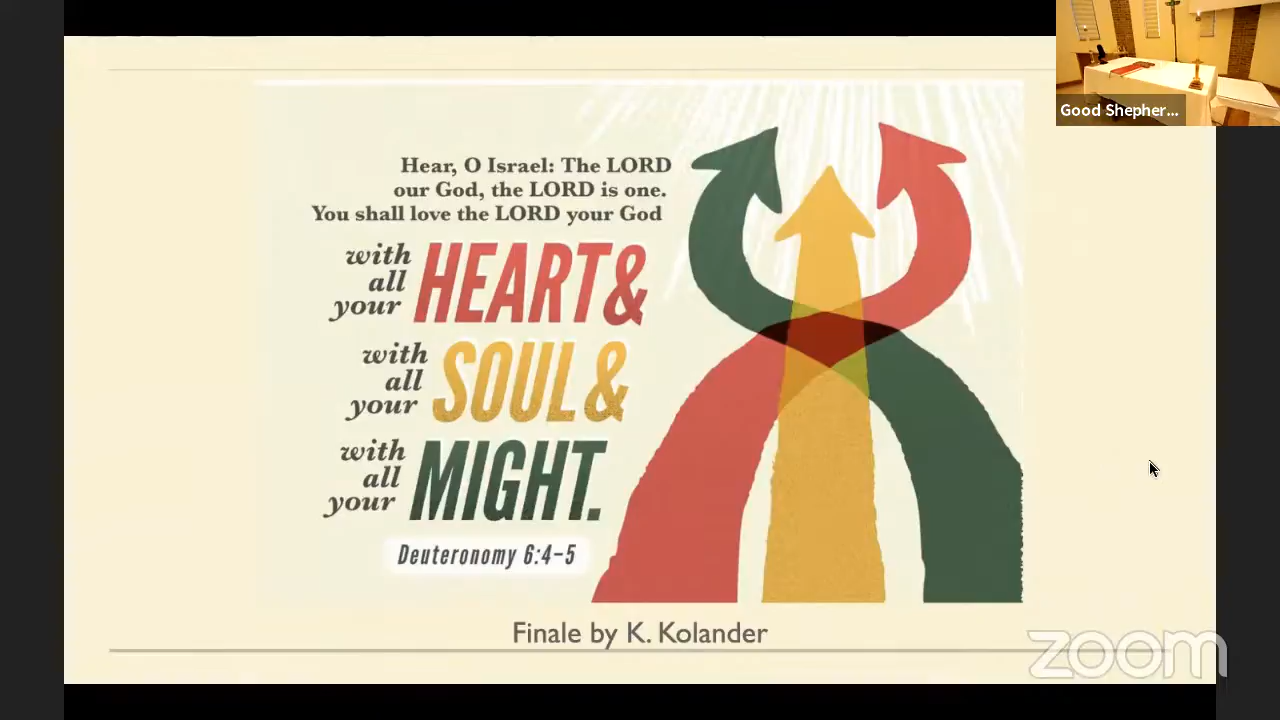 Good Shepher...
Hear, O Israel: The LORD
our God, the LORD is one.
You shall love the LORD your God
with all your HEART&
with all your SOUL&
with all your MIGHT.
Deuteronomy 6:4–5
Finale by K. Kolander
zoom